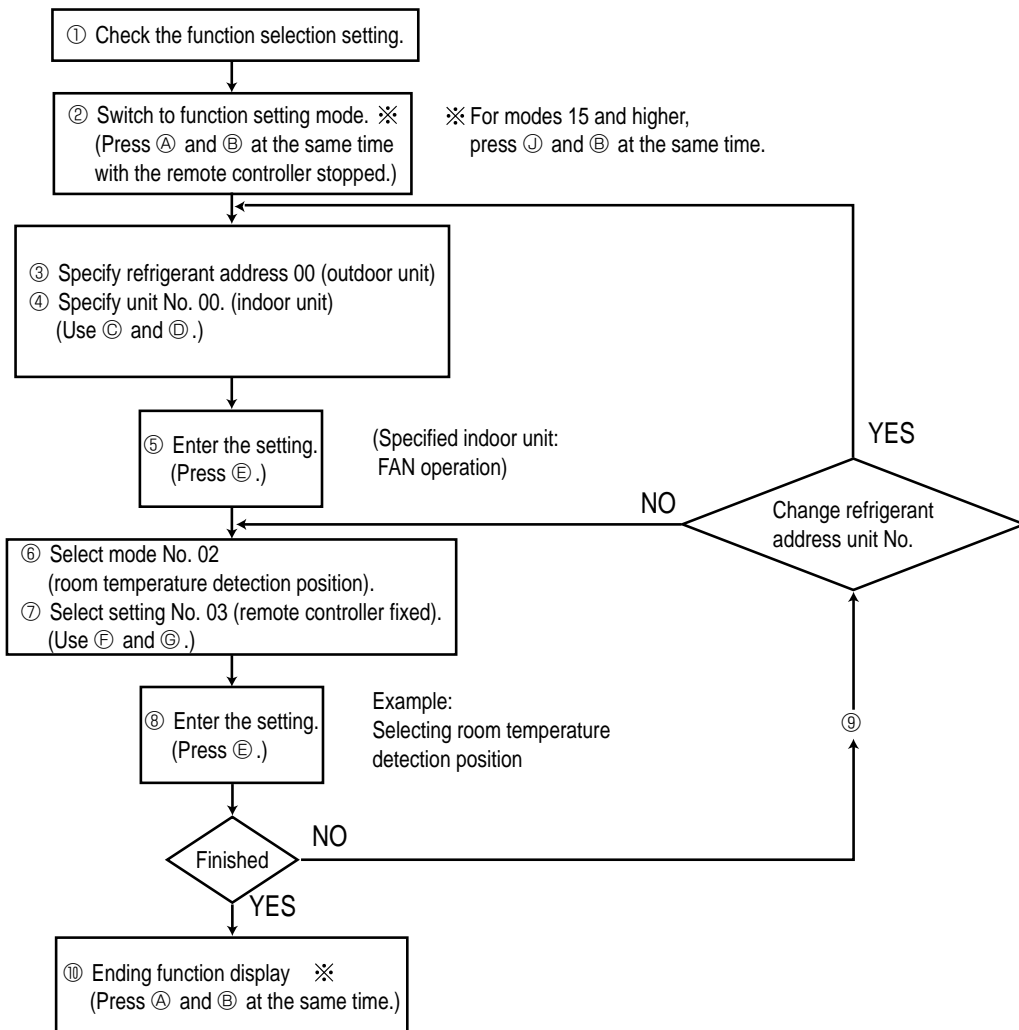 ① Check the function selection setting.
② Switch to function setting mode. ※
(Press Ⓐ and Ⓑ at the same time
with the remote controller stopped.)
※ For modes 15 and higher,
press Ⓙ and Ⓑ at the same time.
③ Specify refrigerant address 00 (outdoor unit)
④ Specify unit No. 00. (indoor unit)
(Use Ⓒ and Ⓓ.)
⑤ Enter the setting.
(Press Ⓔ.)
(Specified indoor unit:
FAN operation)
YES
NO
Change refrigerant
address unit No.
⑥ Select mode No. 02
(room temperature detection position).
⑦ Select setting No. 03 (remote controller fixed).
(Use Ⓕ and Ⓖ.)
⑧ Enter the setting.
(Press Ⓔ.)
Example:
Selecting room temperature
detection position
⑨
Finished
NO
YES
⑩ Ending function display ※
(Press Ⓐ and Ⓑ at the same time.)